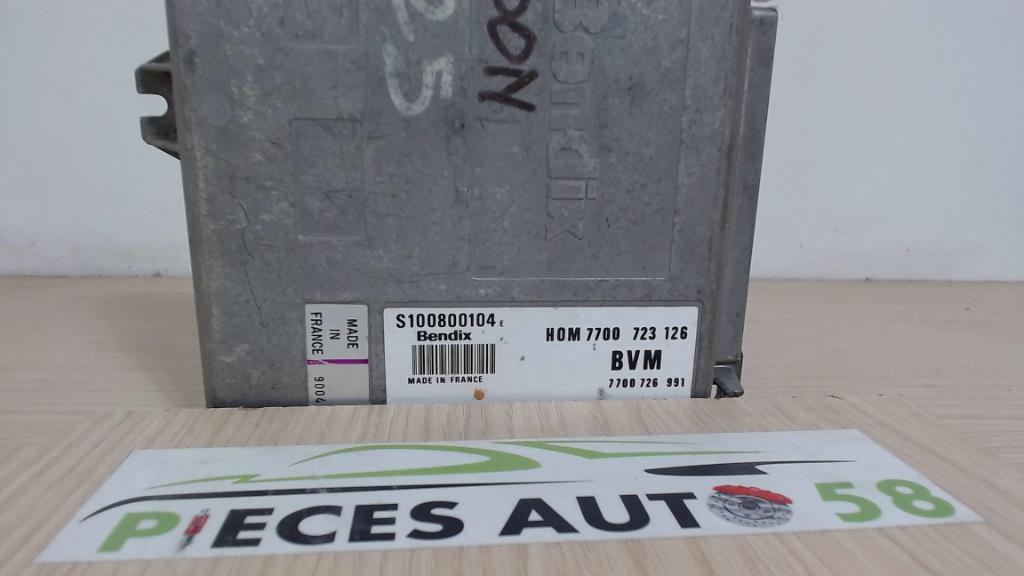 25
Bendix
MADE
IN
FRANCE
S100800104 E
Bendix
MADE IN FRANCE
HOM 7700 723 126
BVM
7700 726 991
PIECES AUTO 58